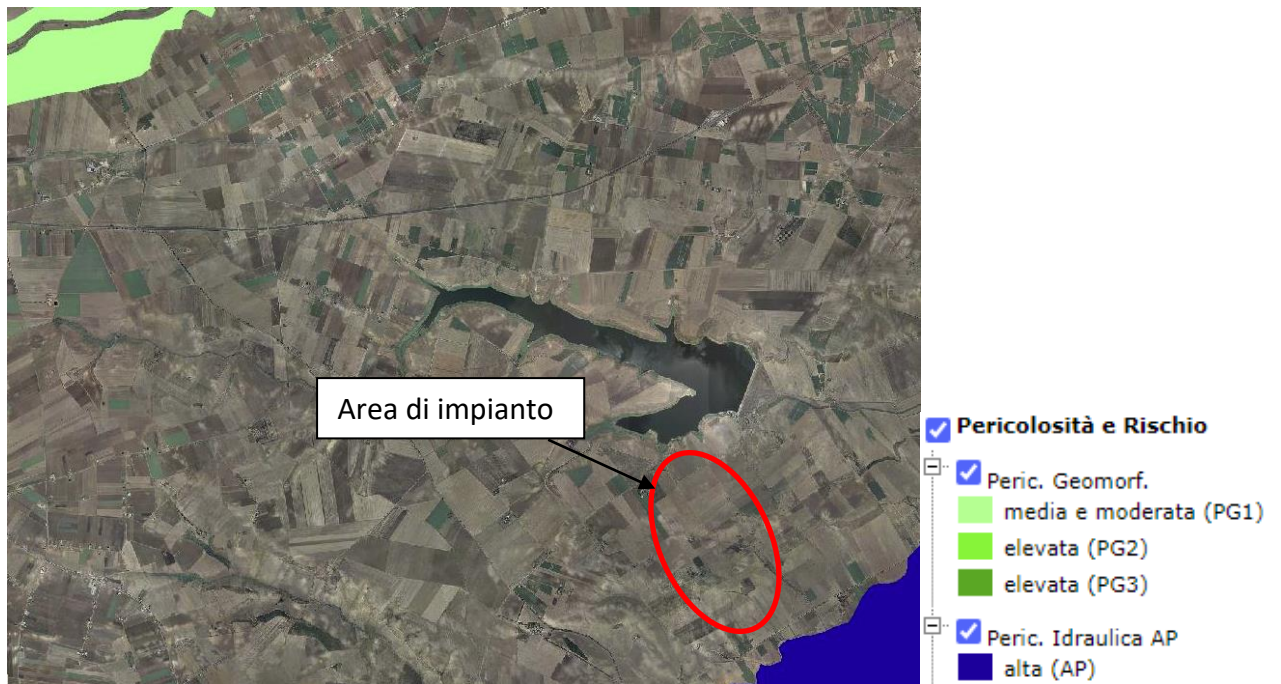 Area di impianto
Pericolosità e Rischio
Peric. Geomorf.
media e moderata (PG1)
elevata (PG2)
elevata (PG3)
Peric. Idraulica AP
alta (AP)